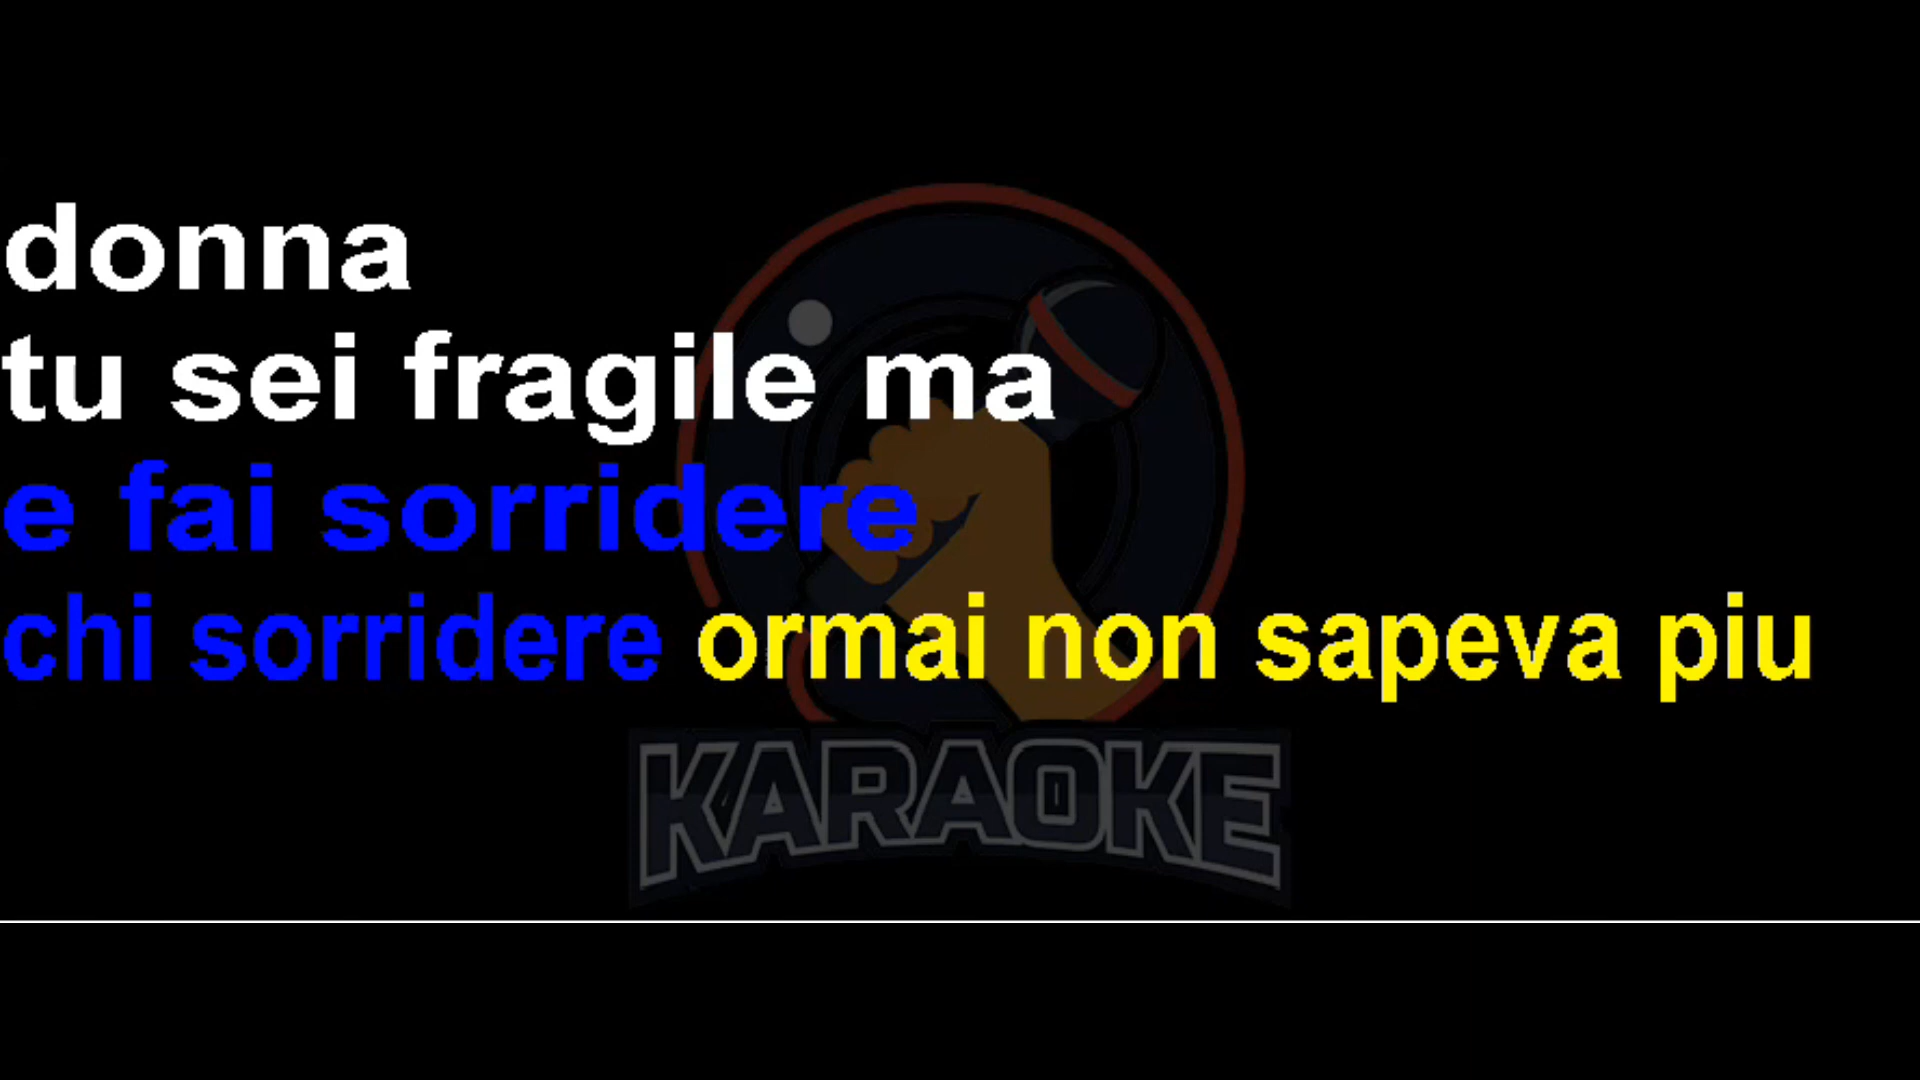 donna
tu sei fragile ma
e fai sorridere
chi sorridere ormai non sapeva piu
KARAOKE